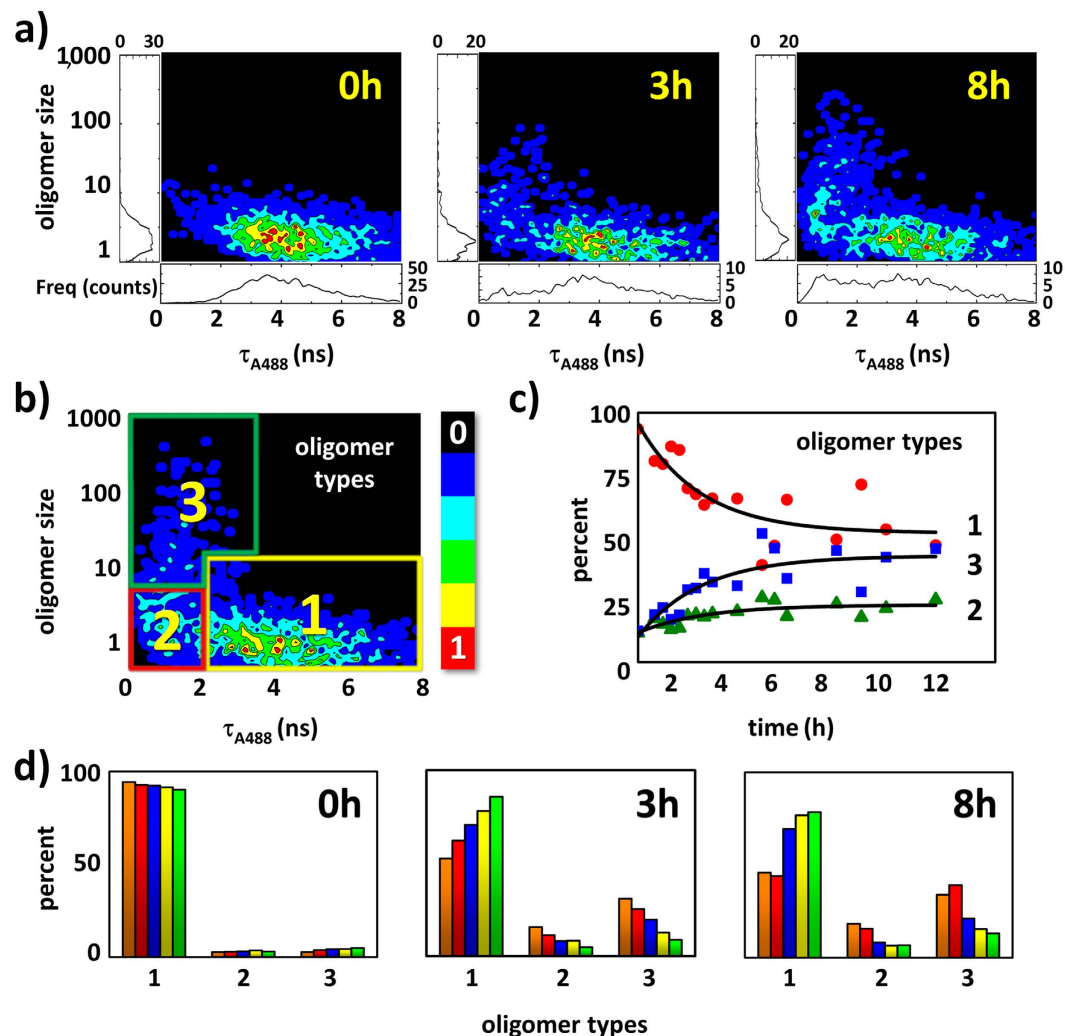 a)
0 30 0 20 0 20
1000
100
10
1
oligomer size
0h 3h 8h
Freq (counts)
50
25
0
10
5
0
10
5
0
0 2 4 6 8 0 2 4 6 8 0 2 4 6 8
τA488 (ns) τA488 (ns) τA488 (ns)
b)
1000
100
10
1
oligomer size
oligomer
types
3
2
1
0
1
0 2 4 6 8
τA488 (ns)
c)
100
75
50
25
0
percent
oligomer types
1
3
2
2 4 6 8 10 12
time (h)
d)
100
50
0
percent
0h 3h 8h
1 2 3 1 2 3 1 2 3
oligomer types